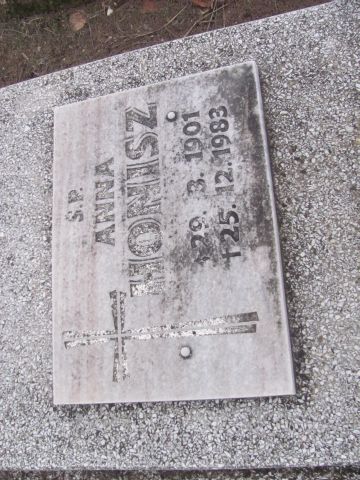 S.P.
ANNA
HONISZ
*29. 3. 1901
†25. 12. 1983